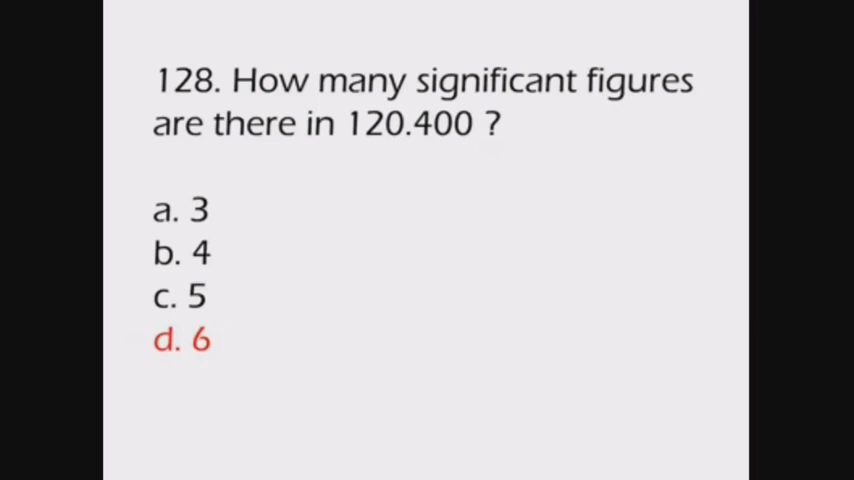 128. How many significant figures
are there in 120.400 ?
a. 3
b. 4
c. 5
d. 6